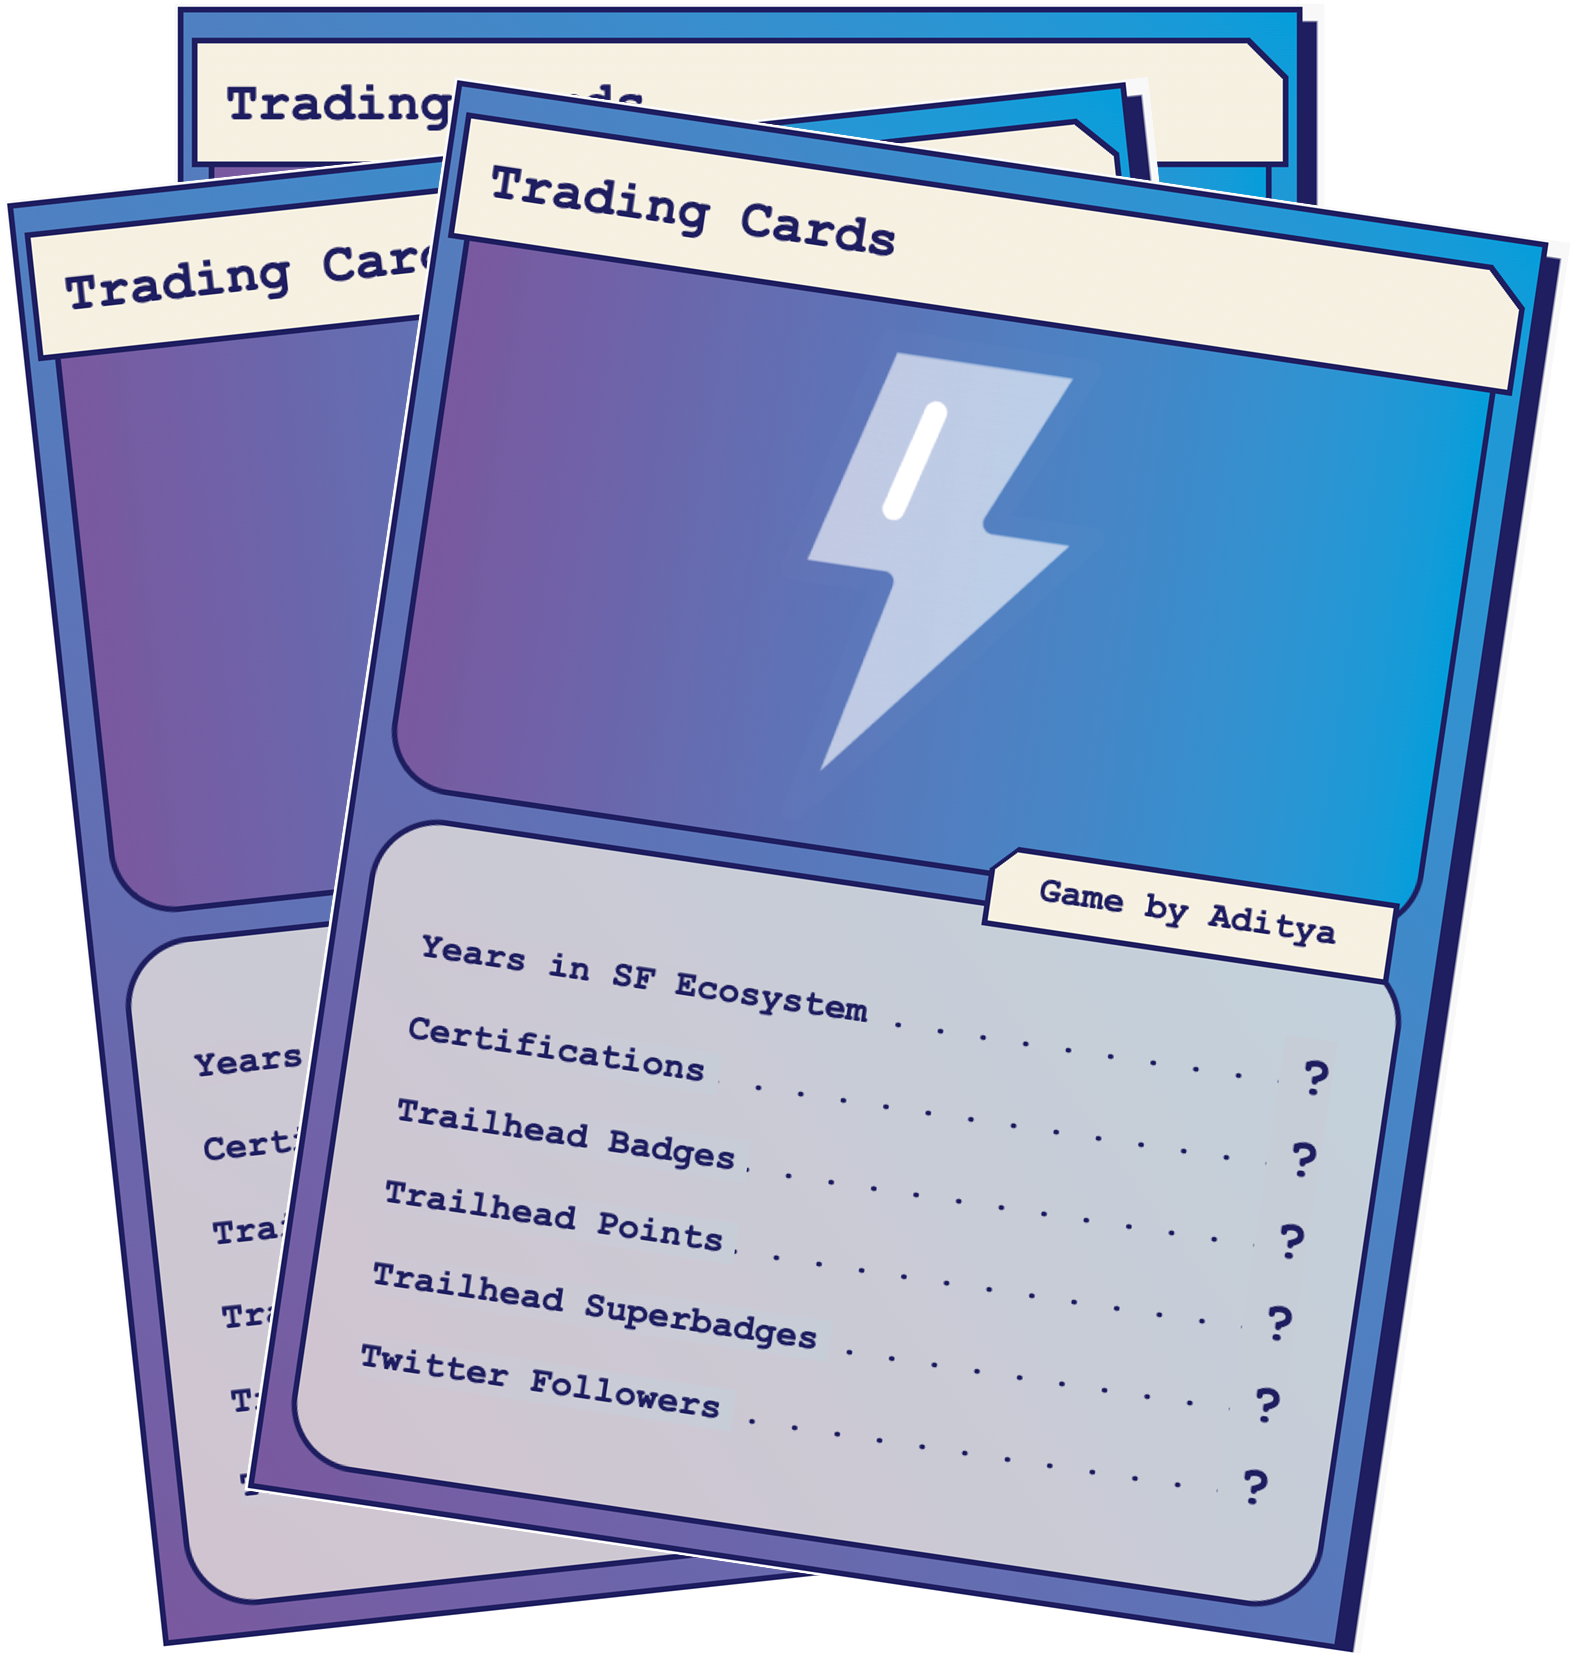 Trading
Trading
Trading Cards
Game by Aditya
Years in SF Ecosystem . . . . . . . . . . ?
Certifications . . . . . . . . . . . . . ?
Trailhead Badges . . . . . . . . . . . . . ?
Trailhead Points . . . . . . . . . . . . . ?
Trailhead Superbadges . . . . . . . . . . ?
Twitter Followers . . . . . . . . . . . . ?
Years